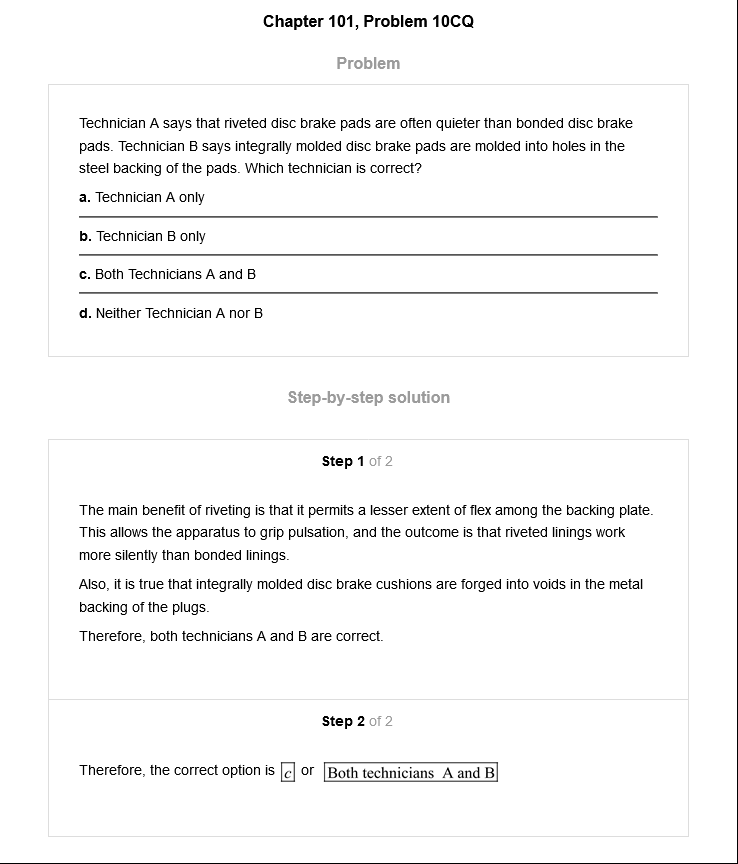 Chapter 101, Problem 10CQ
Problem
Technician A says that riveted disc brake pads are often quieter than bonded disc brake
pads. Technician B says integrally molded disc brake pads are molded into holes in the
steel backing of the pads. Which technician is correct?
a. Technician A only
b. Technician B only
c. Both Technicians A and B
d. Neither Technician A nor B
Step-by-step solution
Step 1 of 2
The main benefit of riveting is that it permits a lesser extent of flex among the backing plate.
This allows the apparatus to grip pulsation, and the outcome is that riveted linings work
more silently than bonded linings.
Also, it is true that integrally molded disc brake cushions are forged into voids in the metal
backing of the plugs.
Therefore, both technicians A and B are correct.
Step 2 of 2
Therefore, the correct option is c or Both technicians A and B